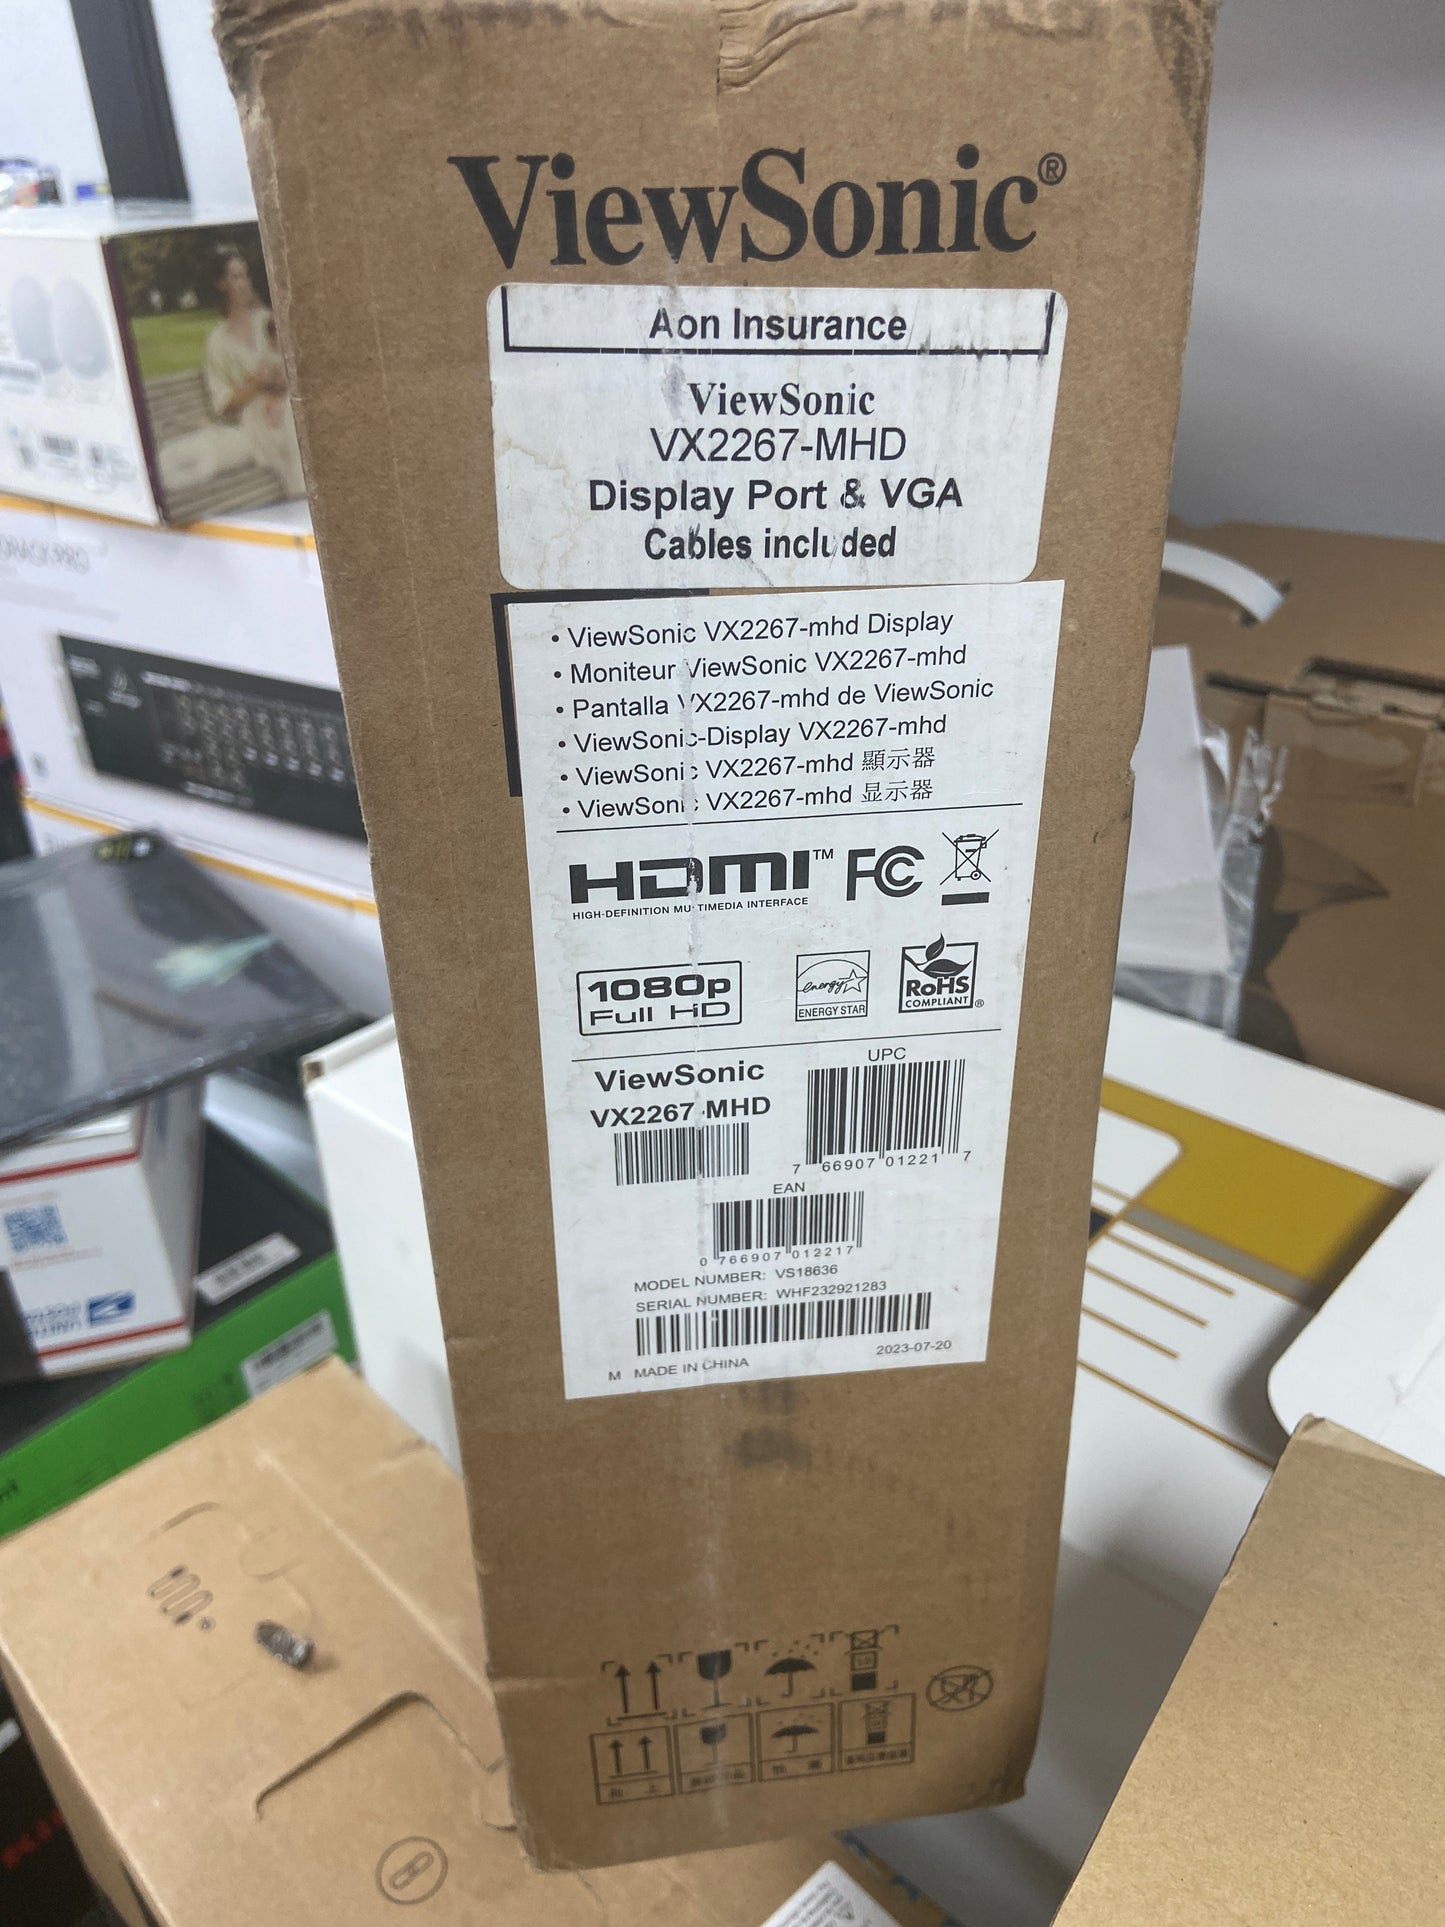 ViewSonic®
Aon Insurance
ViewSonic
VX2267-MHD
Display Port & VGA
Cables included
• ViewSonic VX2267-mhd Display
• Moniteur ViewSonic VX2267-mhd
• Pantalla VX2267-mhd de ViewSonic
• ViewSonic-Display VX2267-mhd
• ViewSonic VX2267-mhd 顯示器
• ViewSonic VX2267-mhd 显示器
HDMI™ FC
HIGH-DEFINITION MULTIMEDIA INTERFACE
1080p
Full HD
energy
ENERGY STAR
RoHS
COMPLIANT ®
ViewSonic
VX2267-MHD
UPC
7 66907 01221 7
EAN
0 766907 012217
MODEL NUMBER: VS18636
SERIAL NUMBER: WHF232921283
2023-07-20
M MADE IN CHINA
向 上